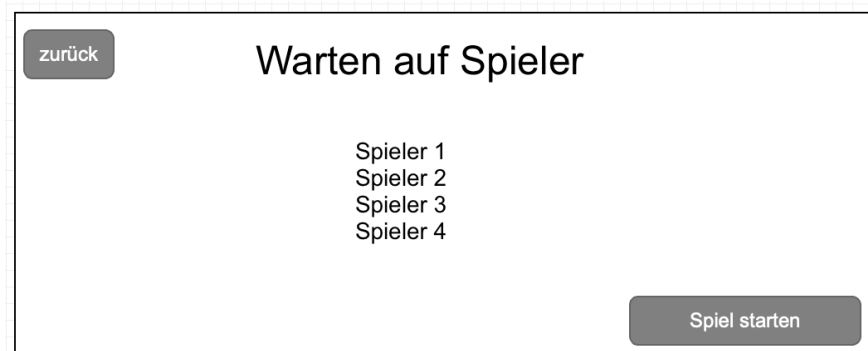 zurück
Warten auf Spieler
Spieler 1
Spieler 2
Spieler 3
Spieler 4
Spiel starten